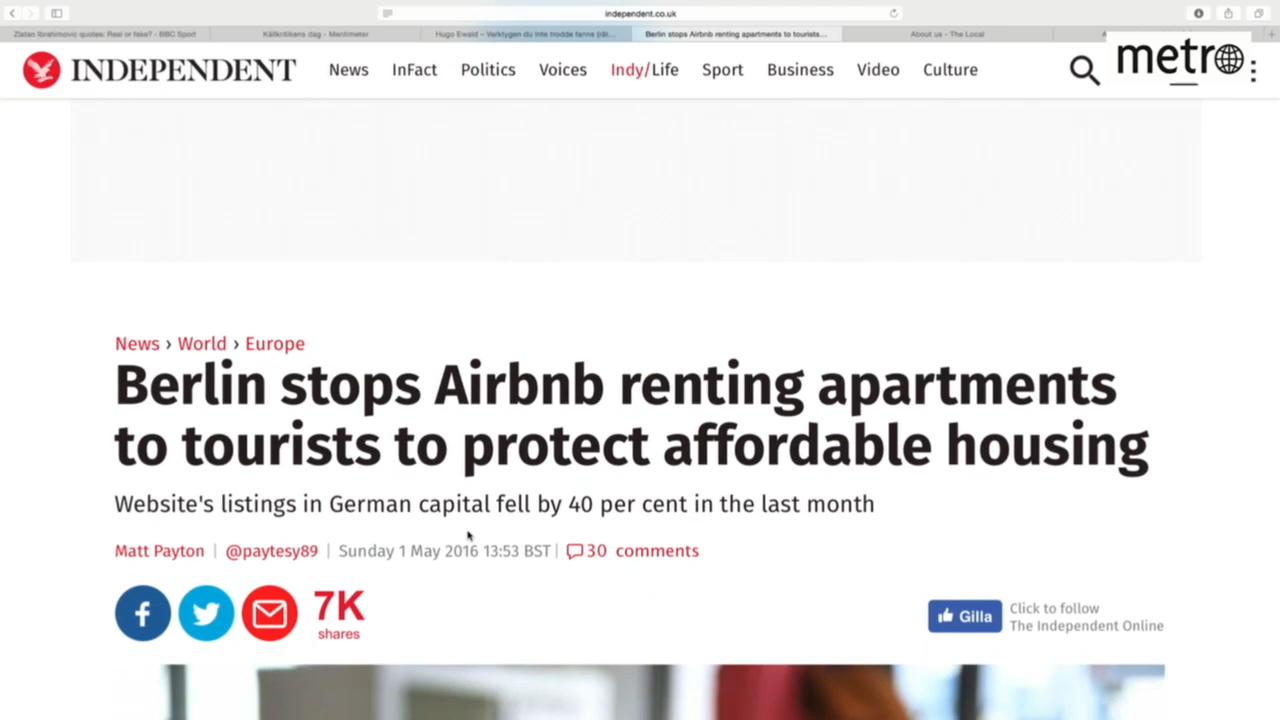 independent.co.uk
Zlatan Ibrahimovic quotes: Real or fake? - BBC Sport
Källkritikens dag - Mentimeter
Hugo Ewald – Verktygen du inte trodde fanns (rät...
Berlin stops Airbnb renting apartments to tourists...
About us - The Local
INDEPENDENT
News InFact Politics Voices Indy/Life Sport Business Video Culture
metro
News › World › Europe
Berlin stops Airbnb renting apartments
to tourists to protect affordable housing
Website's listings in German capital fell by 40 per cent in the last month
Matt Payton | @paytesy89 | Sunday 1 May 2016 13:53 BST | 30 comments
7K
shares
Gilla
Click to follow
The Independent Online